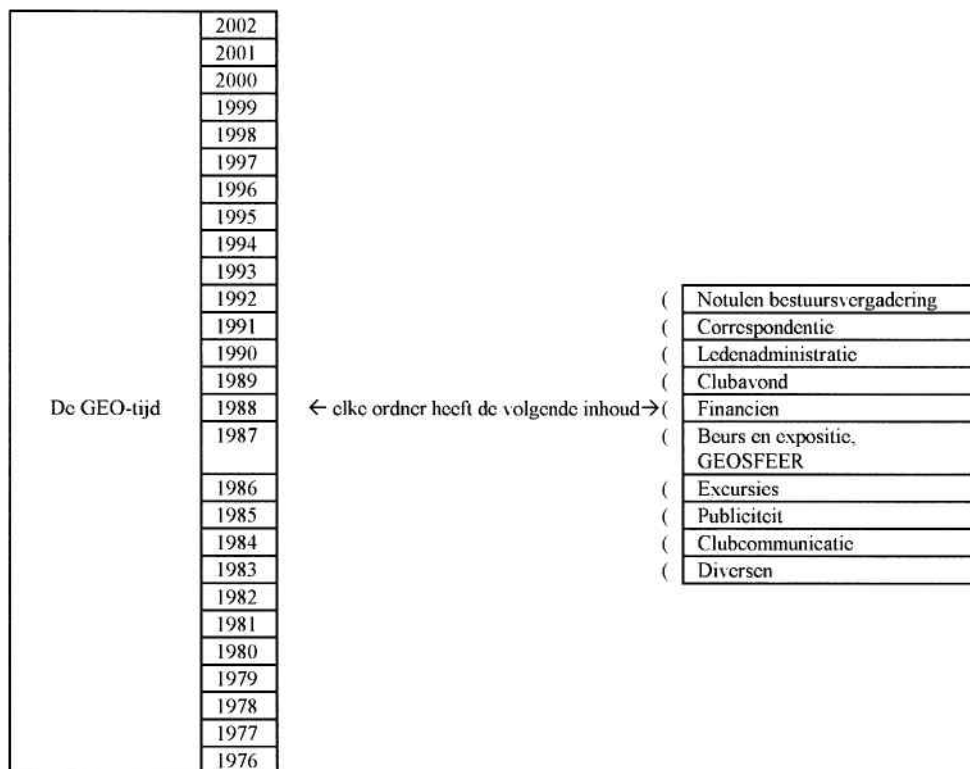 2002
2001
2000
1999
1998
1997
1996
1995
1994
1993
1992 ( Notulen bestuursvergadering
1991 ( Correspondentie
1990 ( Ledenadministratie
1989 ( Clubavond
De GEO-tijd 1988 ← elke ordner heeft de volgende inhoud→( Financien
1987 ( Beurs en expositie,
GEOSFEER
1986 ( Excursies
1985 ( Publiciteit
1984 ( Clubcommunicatie
1983 ( Diversen
1982
1981
1980
1979
1978
1977
1976